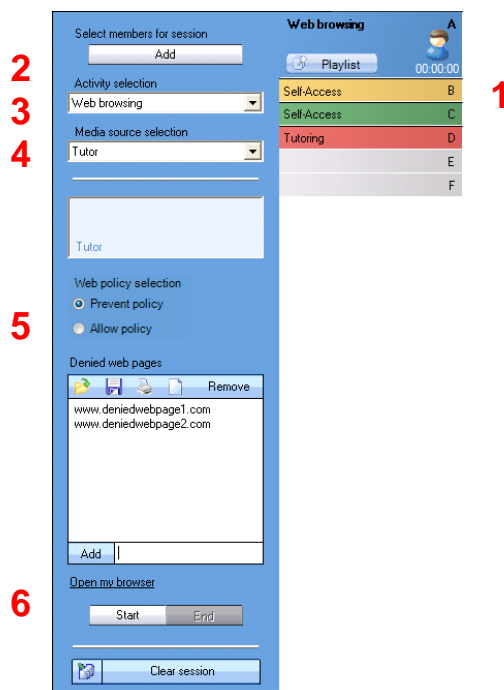 Select members for session
Add
2
Activity selection
3
Web browsing
Media source selection
4
Tutor
Tutor
Web policy selection
Prevent policy
5
Allow policy
Denied web pages
Remove
www.deniedwebpage1.com
www.deniedwebpage2.com
Add
Open my browser
6
Start End
Clear session
Web browsing A
Playlist 00:00:00
1
Self-Access B
Self-Access C
Tutoring D
E
F